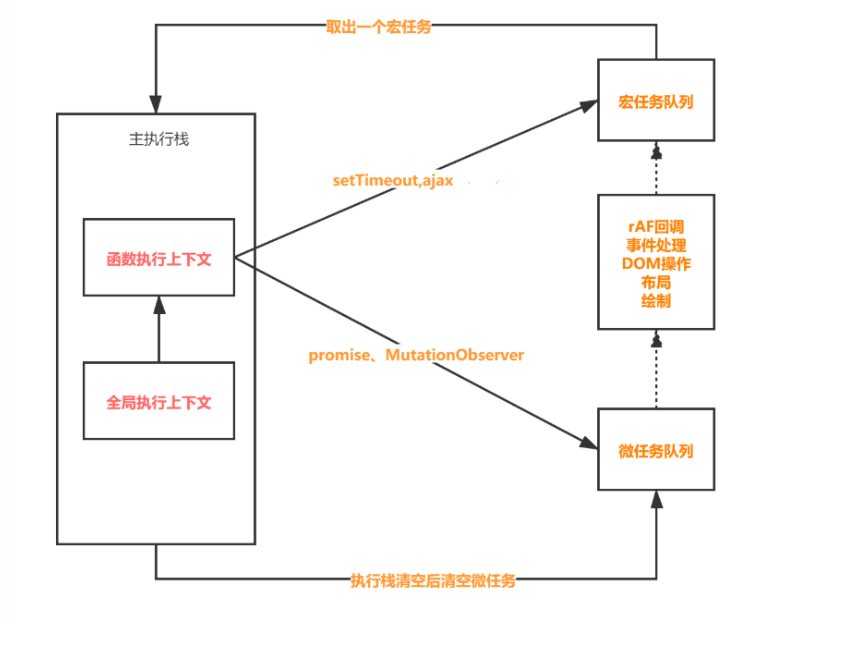 取出一个宏任务
宏任务队列
主执行栈
setTimeout,ajax
函数执行上下文
rAF回调
事件处理
DOM操作
布局
绘制
promise、MutationObserver
全局执行上下文
微任务队列
执行栈清空后清空微任务